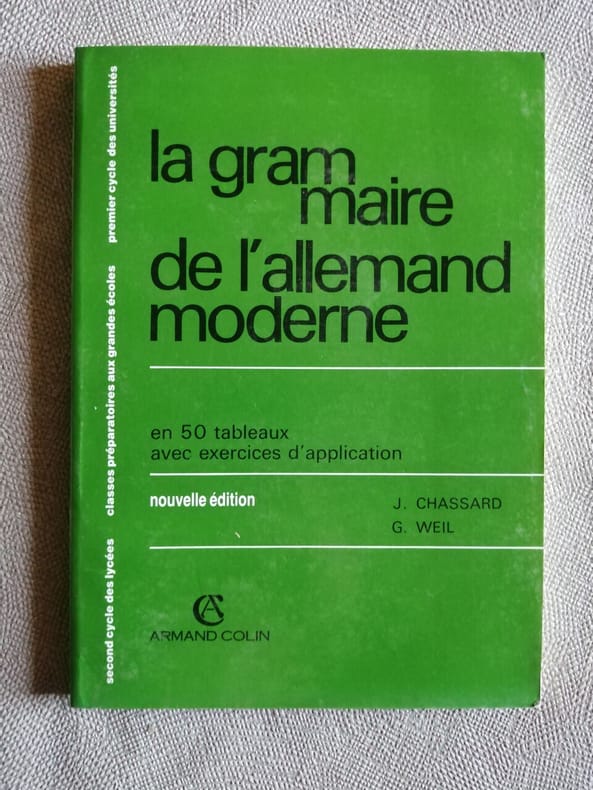 la gram
maire
de l'allemand
moderne
en 50 tableaux
avec exercices d'application
nouvelle édition
J. CHASSARD
G. WEIL
AC
ARMAND COLIN
second cycle des lycées classes préparatoires aux grandes écoles premier cycle des universités